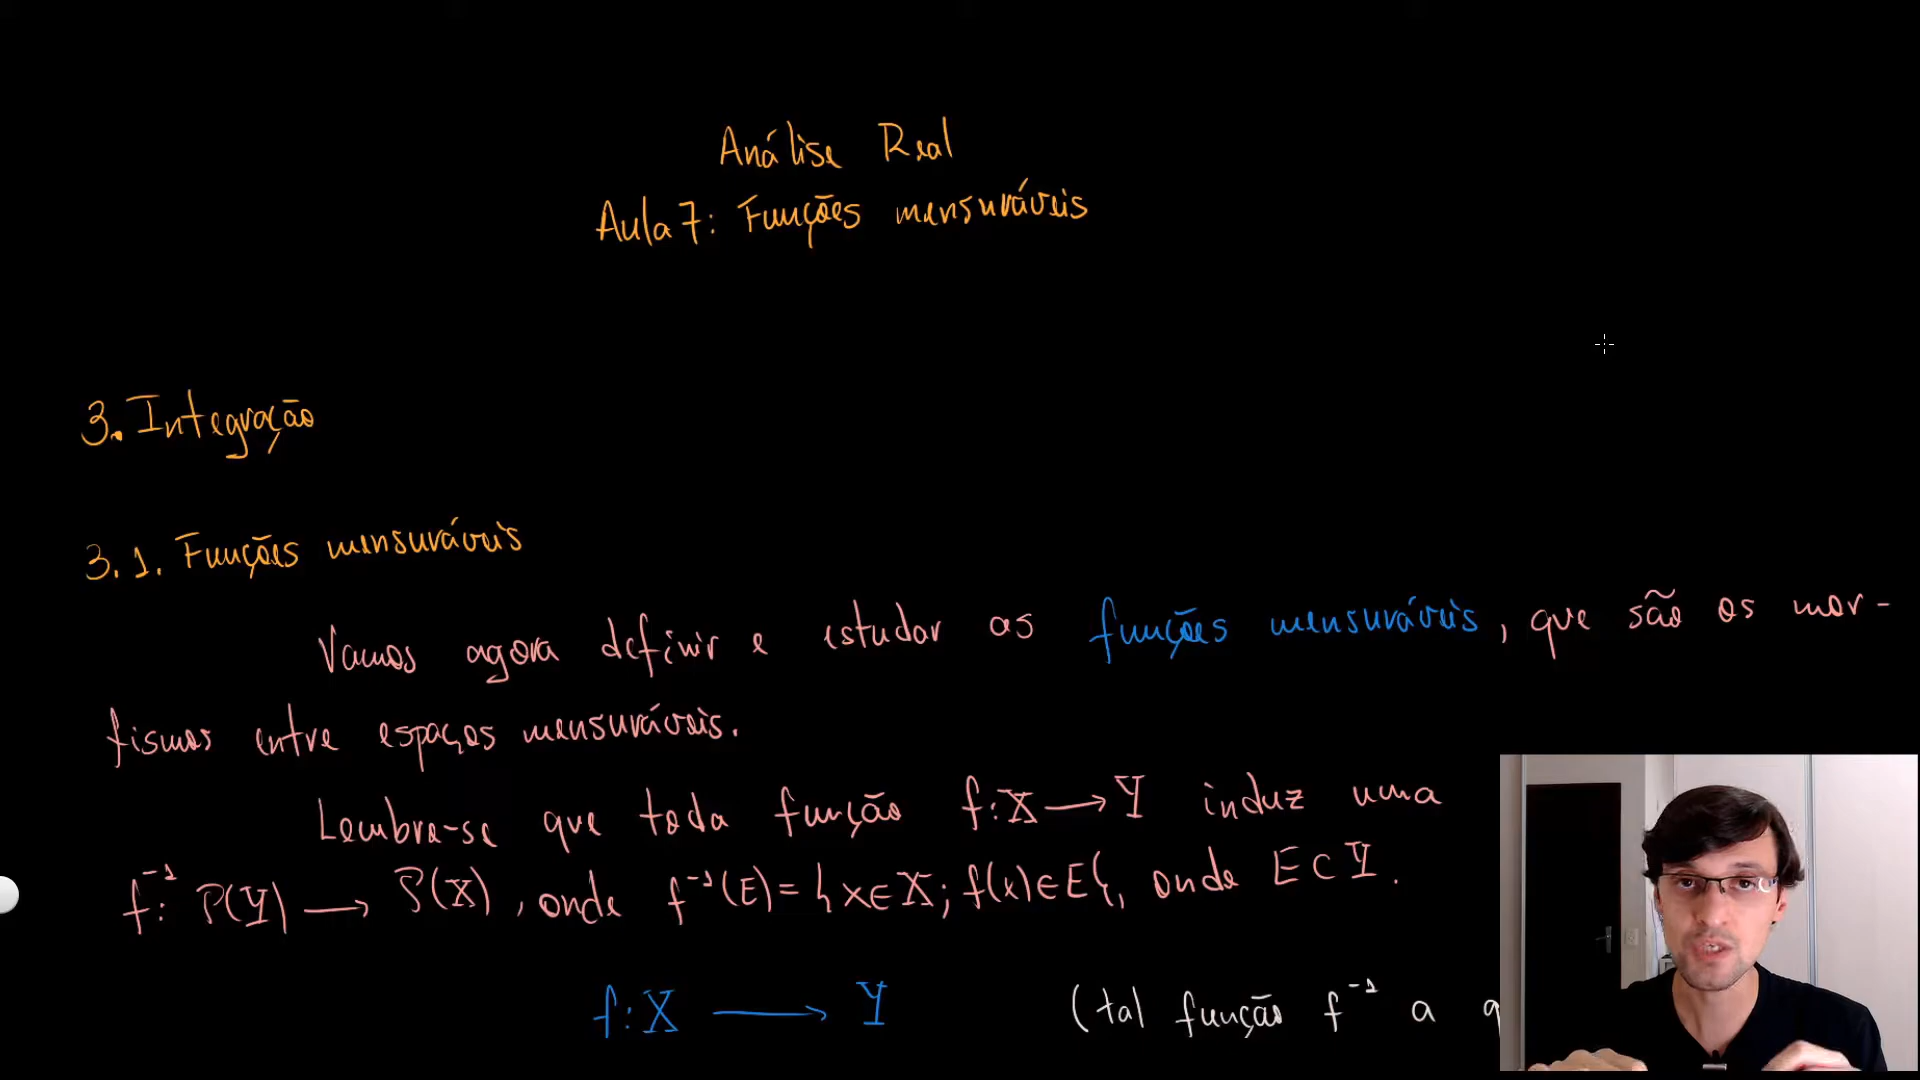 Análise Real
Aula 7: Funções mensuráveis
3. Integração
3.1. Funções mensuráveis
Vamos agora definir e estudar as funções mensuráveis, que são os mor-
fismos entre espaços mensuráveis.
Lembre-se que toda função f: X → Y induz uma
f⁻¹: P(Y) → P(X), onde f⁻¹(E) = {x ∈ X; f(x) ∈ E}, onde E ⊂ Y.
f: X → Y (tal função f⁻¹ a q